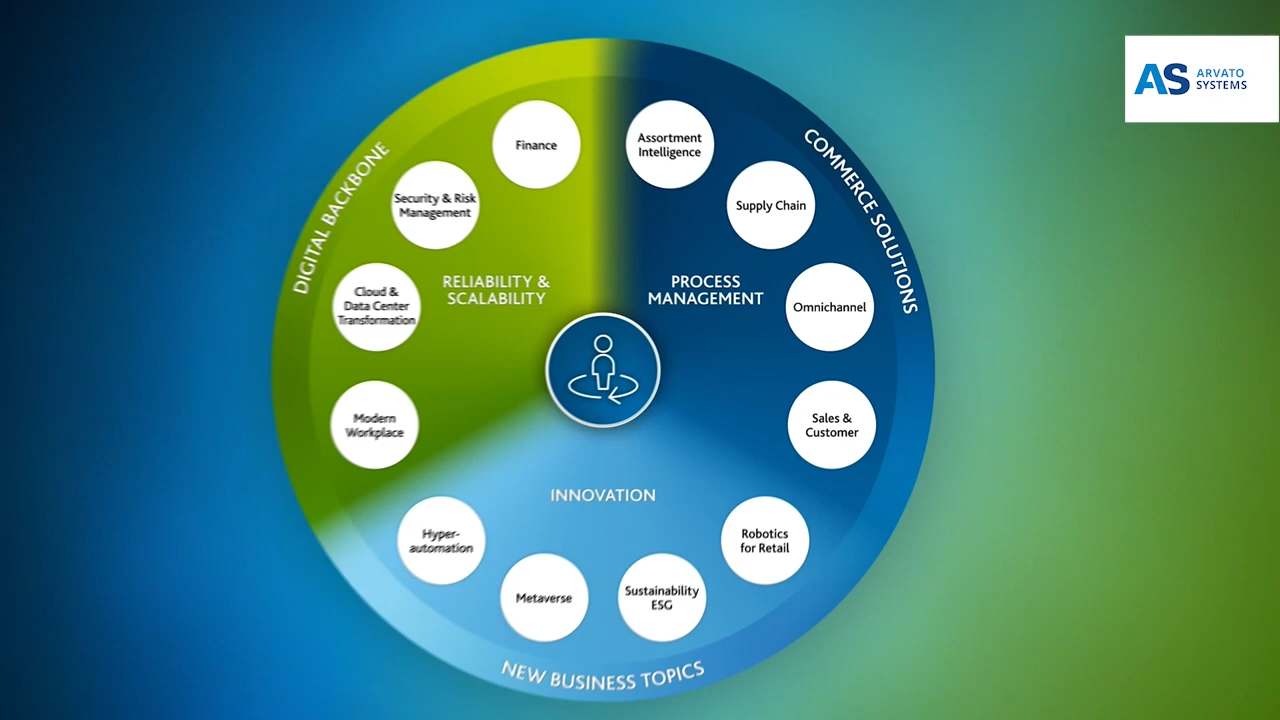 AS ARVATO
SYSTEMS
DIGITAL BACKBONE
RELIABILITY &
SCALABILITY
Finance
Security & Risk
Management
Cloud &
Data Center
Transformation
Modern
Workplace
COMMERCE SOLUTIONS
PROCESS
MANAGEMENT
Assortment
Intelligence
Supply Chain
Omnichannel
Sales &
Customer
INNOVATION
Robotics
for Retail
Sustainability
ESG
Metaverse
Hyper-
automation
NEW BUSINESS TOPICS